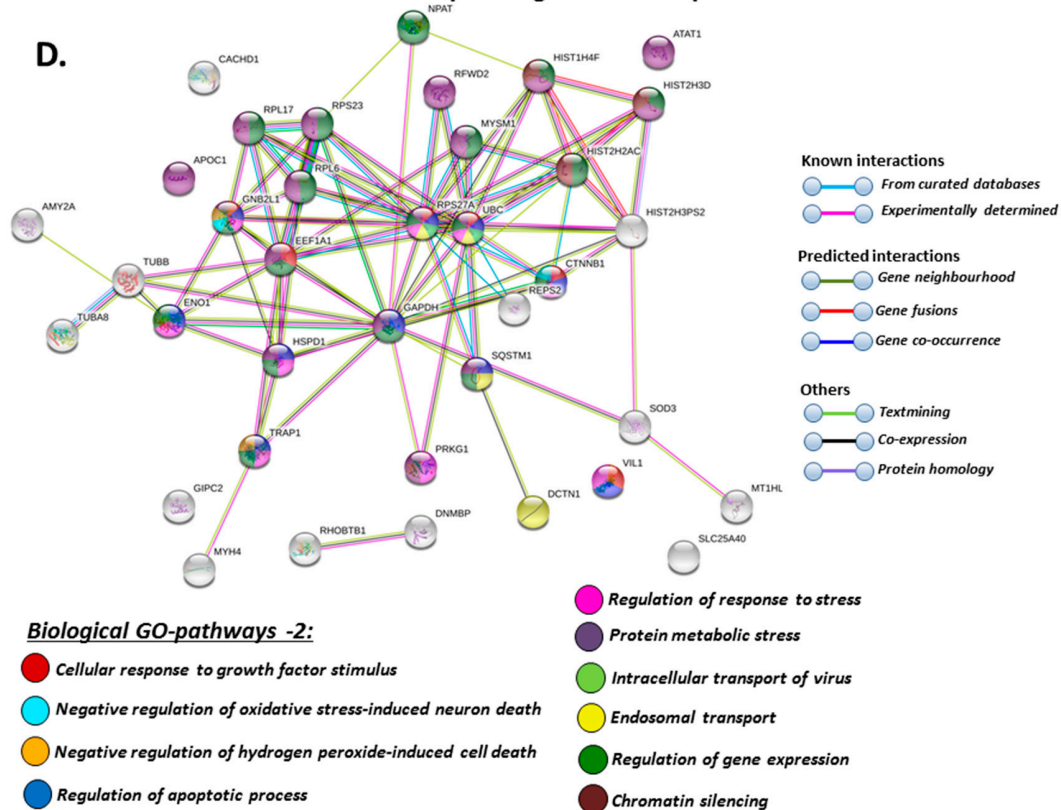 D.
NPAT
ATAT1
CACHD1
RFWD2
HIST1H4F
HIST2H3D
RPL17
RPS23
MYSM1
HIST2H2AC
APOC1
RPL6
GNB2L1
RPS27A
UBC
HIST2H3PS2
AMY2A
EEF1A1
TUBB
CTNNB1
REPS2
ENO1
GAPDH
TUBA8
HSPD1
SQSTM1
SOD3
TRAP1
PRKG1
VIL1
GIPC2
DCTN1
MT1HL
RHOBTB1
DNMBP
SLC25A40
MYH4
Known interactions
From curated databases
Experimentally determined
Predicted interactions
Gene neighbourhood
Gene fusions
Gene co-occurrence
Others
Textmining
Co-expression
Protein homology
Biological GO-pathways -2:
Cellular response to growth factor stimulus
Negative regulation of oxidative stress-induced neuron death
Negative regulation of hydrogen peroxide-induced cell death
Regulation of apoptotic process
Regulation of response to stress
Protein metabolic stress
Intracellular transport of virus
Endosomal transport
Regulation of gene expression
Chromatin silencing